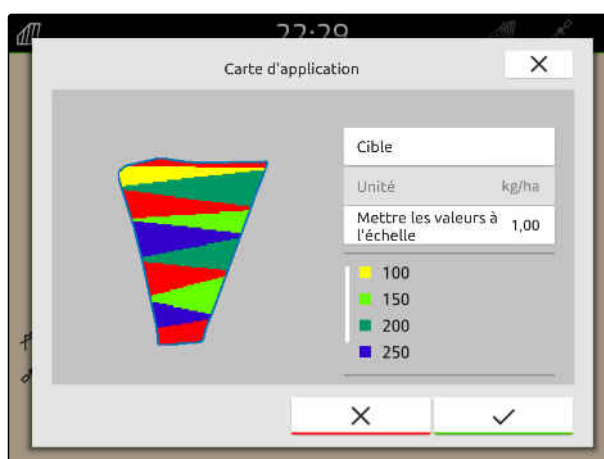 22:29
Carte d'application
Cible
Unité kg/ha
Mettre les valeurs à
l'échelle 1,00
100
150
200
250